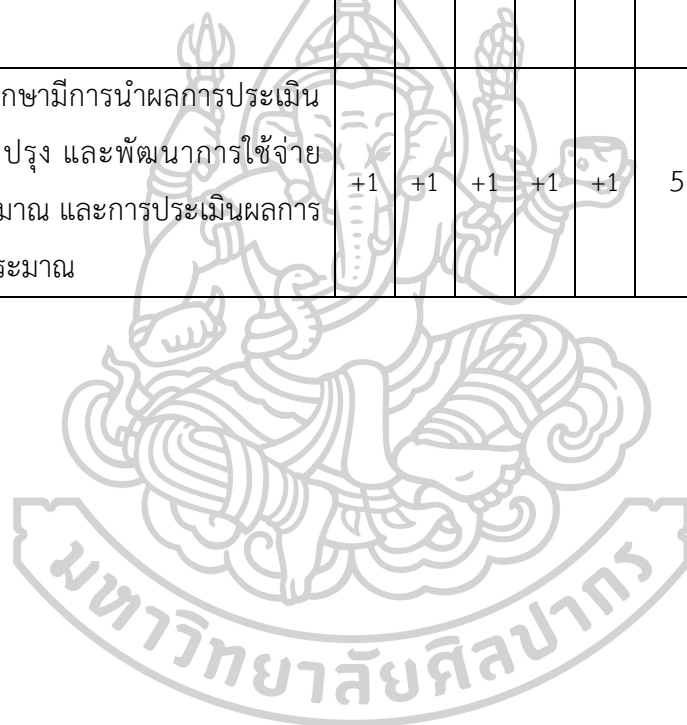 กษามีการนำผลการประเมิน
ปรุง และพัฒนาการใช้จ่าย
มาณ และการประเมินผลการ
ระมาณ
+1 +1 +1 +1 +1 5
มหาวิทยาลัยศิลปากร